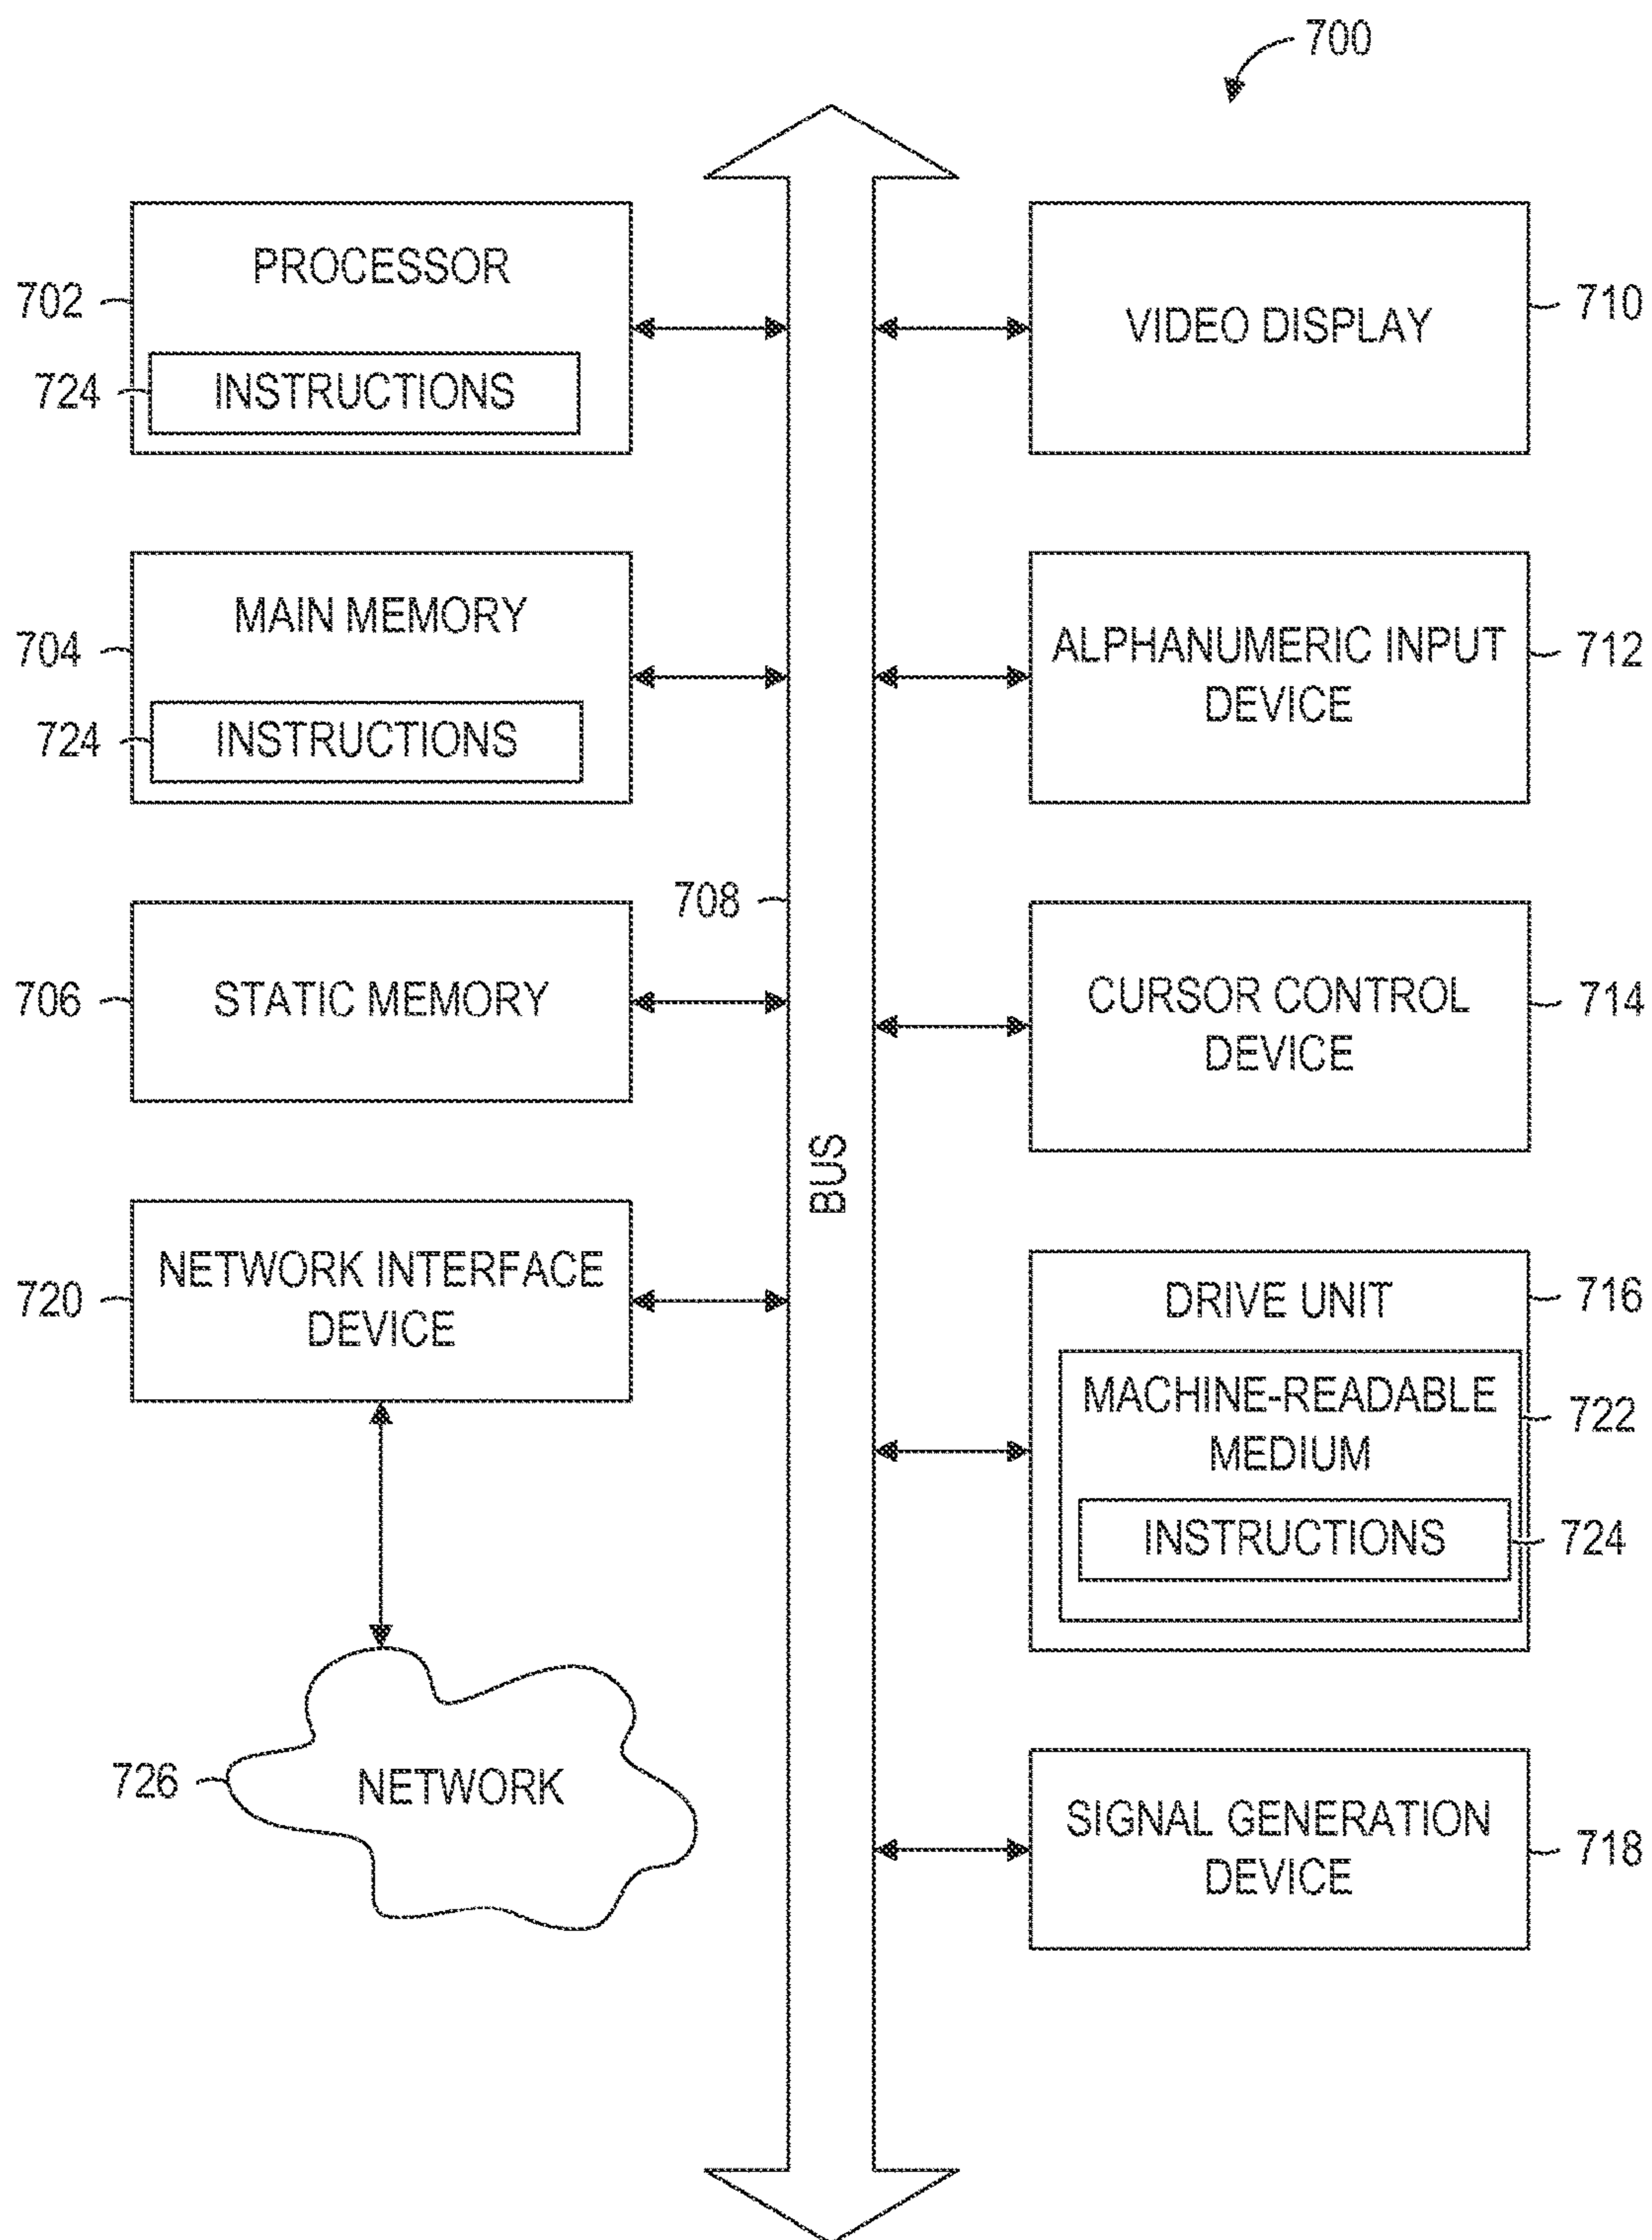 700
PROCESSOR
702
724
INSTRUCTIONS
MAIN MEMORY
704
724
INSTRUCTIONS
708
706
STATIC MEMORY
BUS
720
NETWORK INTERFACE
DEVICE
726
NETWORK
VIDEO DISPLAY
710
ALPHANUMERIC INPUT
DEVICE
712
CURSOR CONTROL
DEVICE
714
DRIVE UNIT
716
MACHINE-READABLE
MEDIUM
722
INSTRUCTIONS
724
SIGNAL GENERATION
DEVICE
718